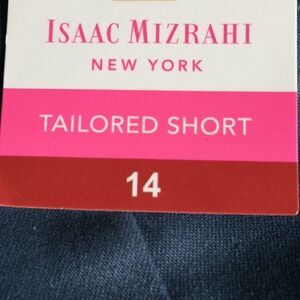 ISAAC MIZRAHI
NEW YORK
TAILORED SHORT
14